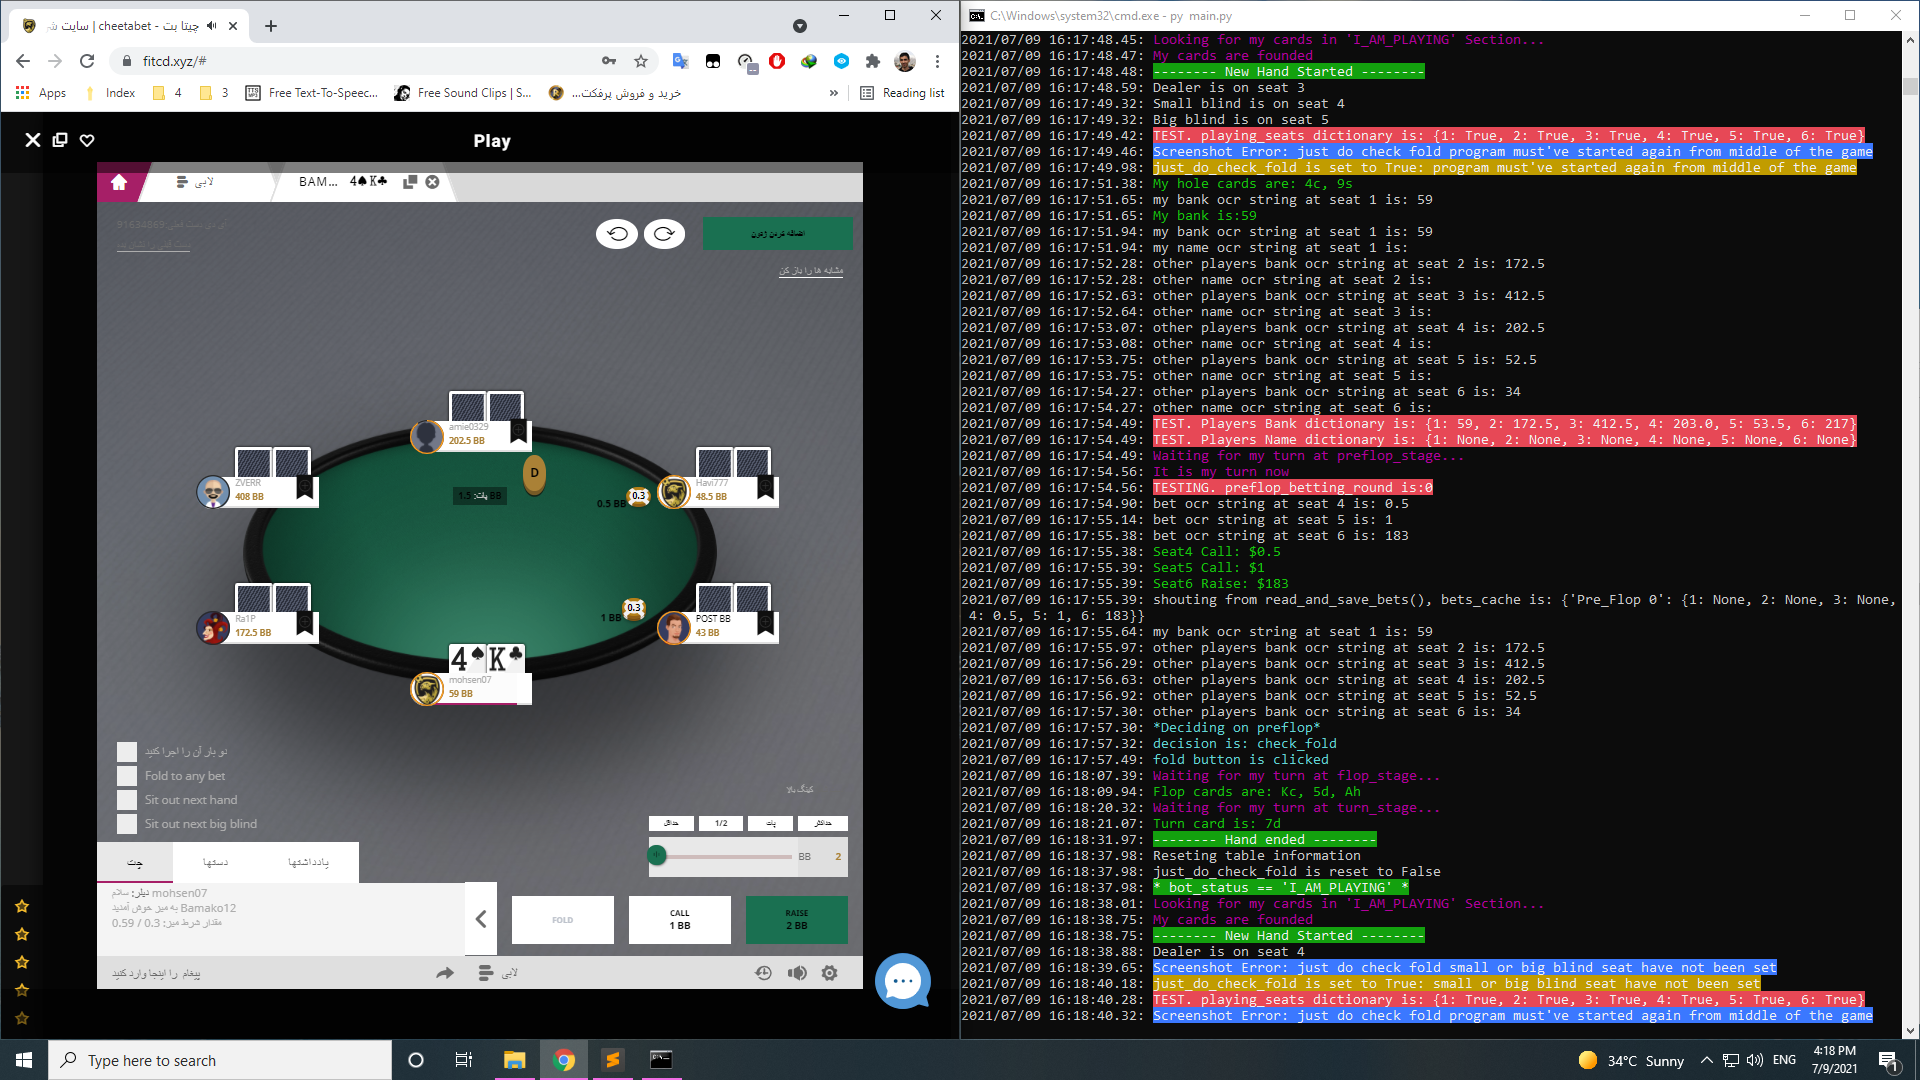 چیتا بت - cheetabet | سایت
C:\Windows\system32\cmd.exe - py main.py
fitcd.xyz/#
Apps
Index
4
3
Free Text-To-Speec...
Free Sound Clips | S...
خرید و فروش پرفکت...
»
Reading list
Play
لابی
BAM... 4♠K♣
91634869
اضافه کردن ژتون
مشابه ها را باز کن
amie0329
202.5 BB
D
ZVERR
408 BB
پات: 1.5 BB
0.5 BB
0.3
Havi777
48.5 BB
Ra1P
172.5 BB
1 BB
0.3
POST BB
43 BB
4♠ K♣
mohsen07
59 BB
دو بار آن را اجرا کنید
Fold to any bet
Sit out next hand
Sit out next big blind
کینگ بالا
حداقل
1/2
پات
حداکثر
BB 2
چت
دستها
یادداشتها
دیلر: سلام mohsen07
به میز خوش آمدید Bamako12
مقدار شرط میز: 0.3 / 0.59
FOLD
CALL
1 BB
RAISE
2 BB
پیغام را اینجا وارد کنید
لابی
2021/07/09 16:17:48.45: Looking for my cards in 'I_AM_PLAYING' Section...
2021/07/09 16:17:48.47: My cards are founded
2021/07/09 16:17:48.48: -------- New Hand Started --------
2021/07/09 16:17:48.59: Dealer is on seat 3
2021/07/09 16:17:49.32: Small blind is on seat 4
2021/07/09 16:17:49.32: Big blind is on seat 5
2021/07/09 16:17:49.42: TEST. playing_seats dictionary is: {1: True, 2: True, 3: True, 4: True, 5: True, 6: True}
2021/07/09 16:17:49.46: Screenshot Error: just do check fold program must've started again from middle of the game
2021/07/09 16:17:49.98: just_do_check_fold is set to True: program must've started again from middle of the game
2021/07/09 16:17:51.38: My hole cards are: 4c, 9s
2021/07/09 16:17:51.65: my bank ocr string at seat 1 is: 59
2021/07/09 16:17:51.65: My bank is:59
2021/07/09 16:17:51.94: my bank ocr string at seat 1 is: 59
2021/07/09 16:17:51.94: my name ocr string at seat 1 is:
2021/07/09 16:17:52.28: other players bank ocr string at seat 2 is: 172.5
2021/07/09 16:17:52.28: other name ocr string at seat 2 is:
2021/07/09 16:17:52.63: other players bank ocr string at seat 3 is: 412.5
2021/07/09 16:17:52.64: other name ocr string at seat 3 is:
2021/07/09 16:17:53.07: other players bank ocr string at seat 4 is: 202.5
2021/07/09 16:17:53.08: other name ocr string at seat 4 is:
2021/07/09 16:17:53.75: other players bank ocr string at seat 5 is: 52.5
2021/07/09 16:17:53.75: other name ocr string at seat 5 is:
2021/07/09 16:17:54.27: other players bank ocr string at seat 6 is: 34
2021/07/09 16:17:54.27: other name ocr string at seat 6 is:
2021/07/09 16:17:54.49: TEST. Players Bank dictionary is: {1: 59, 2: 172.5, 3: 412.5, 4: 203.0, 5: 53.5, 6: 217}
2021/07/09 16:17:54.49: TEST. Players Name dictionary is: {1: None, 2: None, 3: None, 4: None, 5: None, 6: None}
2021/07/09 16:17:54.49: Waiting for my turn at preflop_stage...
2021/07/09 16:17:54.56: It is my turn now
2021/07/09 16:17:54.56: TESTING. preflop_betting_round is:0
2021/07/09 16:17:54.90: bet ocr string at seat 4 is: 0.5
2021/07/09 16:17:55.14: bet ocr string at seat 5 is: 1
2021/07/09 16:17:55.38: bet ocr string at seat 6 is: 183
2021/07/09 16:17:55.38: Seat4 Call: $0.5
2021/07/09 16:17:55.39: Seat5 Call: $1
2021/07/09 16:17:55.39: Seat6 Raise: $183
2021/07/09 16:17:55.39: shouting from read_and_save_bets(), bets_cache is: {'Pre_Flop 0': {1: None, 2: None, 3: None,
4: 0.5, 5: 1, 6: 183}}
2021/07/09 16:17:55.64: my bank ocr string at seat 1 is: 59
2021/07/09 16:17:55.97: other players bank ocr string at seat 2 is: 172.5
2021/07/09 16:17:56.29: other players bank ocr string at seat 3 is: 412.5
2021/07/09 16:17:56.63: other players bank ocr string at seat 4 is: 202.5
2021/07/09 16:17:56.92: other players bank ocr string at seat 5 is: 52.5
2021/07/09 16:17:57.30: other players bank ocr string at seat 6 is: 34
2021/07/09 16:17:57.30: *Deciding on preflop*
2021/07/09 16:17:57.32: decision is: check_fold
2021/07/09 16:17:57.49: fold button is clicked
2021/07/09 16:18:07.39: Waiting for my turn at flop_stage...
2021/07/09 16:18:09.94: Flop cards are: Kc, 5d, Ah
2021/07/09 16:18:20.32: Waiting for my turn at turn_stage...
2021/07/09 16:18:21.07: Turn card is: 7d
2021/07/09 16:18:31.97: -------- Hand ended --------
2021/07/09 16:18:37.98: Reseting table information
2021/07/09 16:18:37.98: just_do_check_fold is reset to False
2021/07/09 16:18:37.98: * bot_status == 'I_AM_PLAYING' *
2021/07/09 16:18:38.01: Looking for my cards in 'I_AM_PLAYING' Section...
2021/07/09 16:18:38.75: My cards are founded
2021/07/09 16:18:38.75: -------- New Hand Started --------
2021/07/09 16:18:38.88: Dealer is on seat 4
2021/07/09 16:18:39.65: Screenshot Error: just do check fold small or big blind seat have not been set
2021/07/09 16:18:40.18: just_do_check_fold is set to True: small or big blind seat have not been set
2021/07/09 16:18:40.28: TEST. playing_seats dictionary is: {1: True, 2: True, 3: True, 4: True, 5: True, 6: True}
2021/07/09 16:18:40.32: Screenshot Error: just do check fold program must've started again from middle of the game
Type here to search
34°C Sunny
ENG
4:18 PM
7/9/2021
1